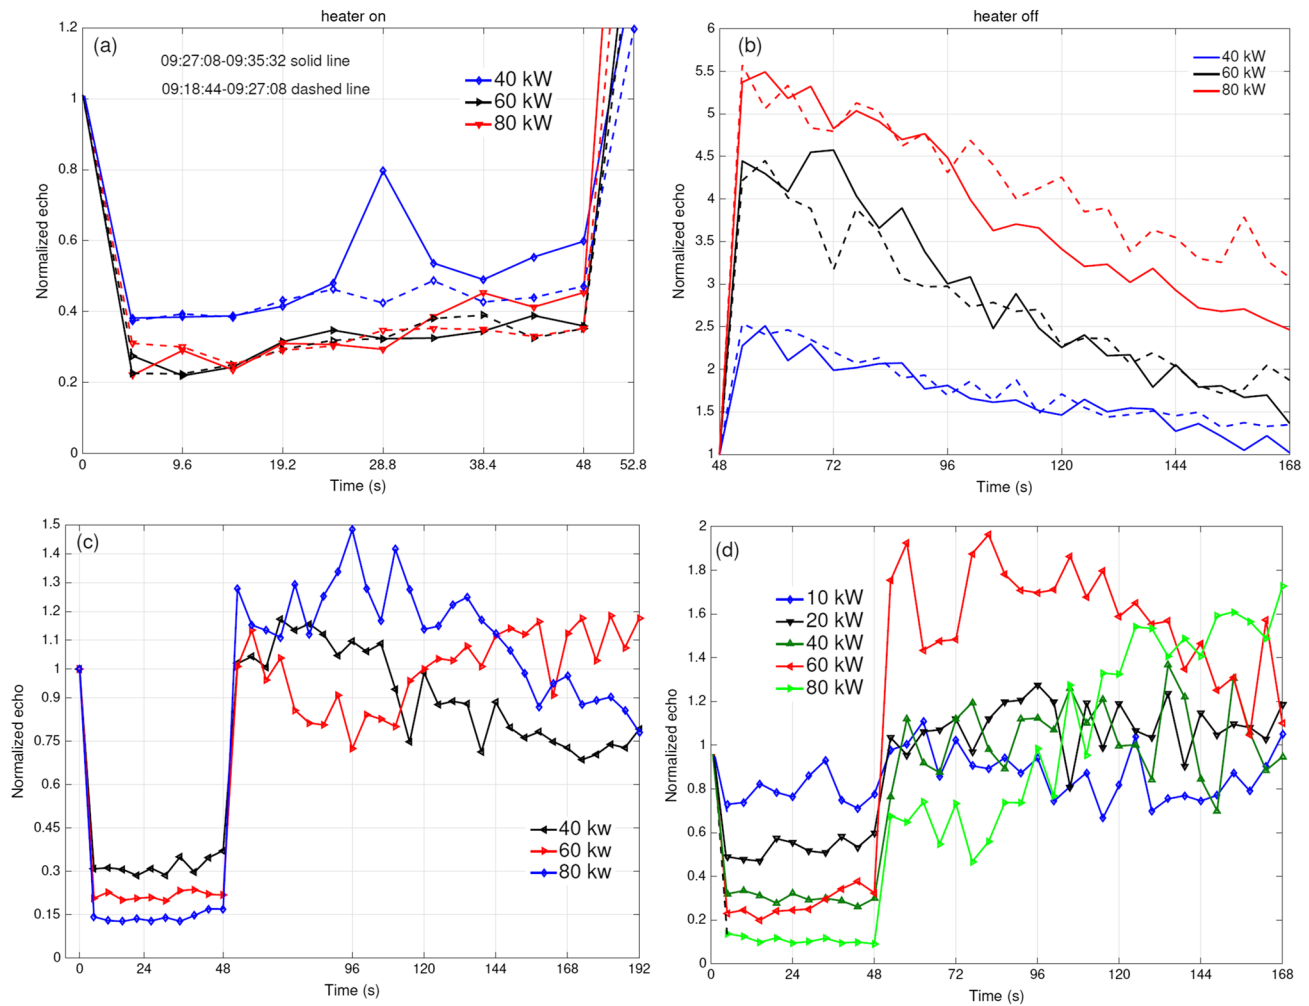 heater on
(a)
09:27:08-09:35:32 solid line
09:18:44-09:27:08 dashed line
40 kW
60 kW
80 kW
Normalized echo
1.2
1
0.8
0.6
0.4
0.2
0
0 9.6 19.2 28.8 38.4 48 52.8
Time (s)
heater off
(b)
40 kW
60 kW
80 kW
Normalized echo
6
5.5
5
4.5
4
3.5
3
2.5
2
1.5
1
48 72 96 120 144 168
Time (s)
(c)
40 kw
60 kw
80 kw
Normalized echo
1.5
1.35
1.2
1.1
1
0.9
0.75
0.6
0.45
0.3
0.15
0
0 24 48 96 120 144 168 192
Time (s)
(d)
10 kW
20 kW
40 kW
60 kW
80 kW
Normalized echo
2
1.8
1.6
1.4
1.2
1
0.8
0.6
0.4
0.2
0
0 24 48 72 96 120 144 168
Time (s)